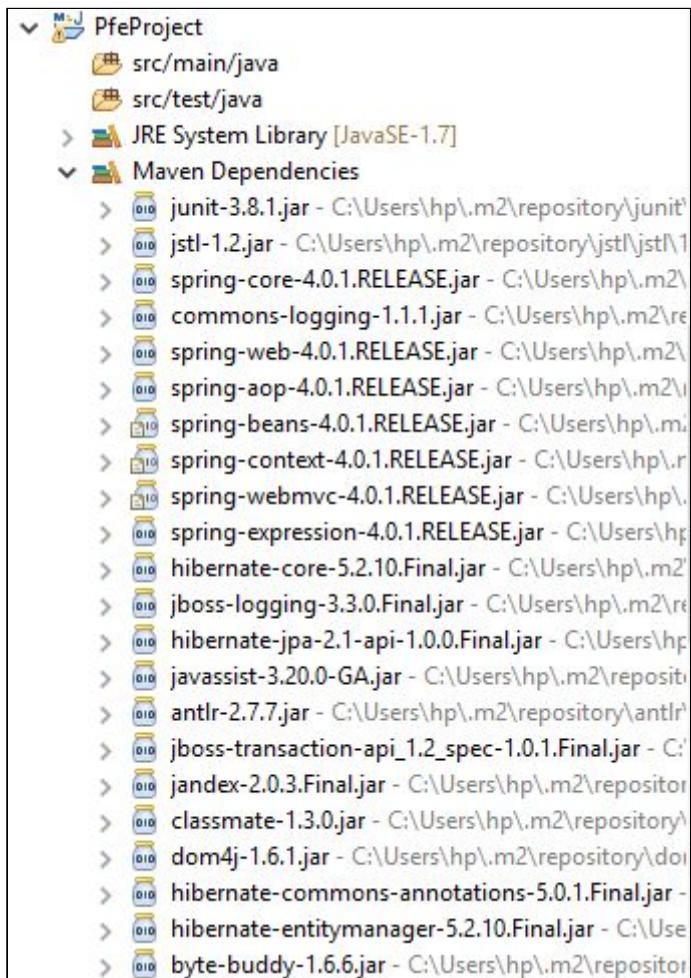 PfeProject
src/main/java
src/test/java
JRE System Library [JavaSE-1.7]
Maven Dependencies
junit-3.8.1.jar - C:\Users\hp\.m2\repository\junit\
jstl-1.2.jar - C:\Users\hp\.m2\repository\jstl\jstl\1
spring-core-4.0.1.RELEASE.jar - C:\Users\hp\.m2\
commons-logging-1.1.1.jar - C:\Users\hp\.m2\re
spring-web-4.0.1.RELEASE.jar - C:\Users\hp\.m2\
spring-aop-4.0.1.RELEASE.jar - C:\Users\hp\.m2\
spring-beans-4.0.1.RELEASE.jar - C:\Users\hp\.m
spring-context-4.0.1.RELEASE.jar - C:\Users\hp\.
spring-webmvc-4.0.1.RELEASE.jar - C:\Users\hp\.
spring-expression-4.0.1.RELEASE.jar - C:\Users\hp
hibernate-core-5.2.10.Final.jar - C:\Users\hp\.m2
jboss-logging-3.3.0.Final.jar - C:\Users\hp\.m2\re
hibernate-jpa-2.1-api-1.0.0.Final.jar - C:\Users\hp
javassist-3.20.0-GA.jar - C:\Users\hp\.m2\reposit
antlr-2.7.7.jar - C:\Users\hp\.m2\repository\antlr\
jboss-transaction-api_1.2_spec-1.0.1.Final.jar - C:
jandex-2.0.3.Final.jar - C:\Users\hp\.m2\repositor
classmate-1.3.0.jar - C:\Users\hp\.m2\repository\
dom4j-1.6.1.jar - C:\Users\hp\.m2\repository\do
hibernate-commons-annotations-5.0.1.Final.jar -
hibernate-entitymanager-5.2.10.Final.jar - C:\Use
byte-buddy-1.6.6.jar - C:\Users\hp\.m2\repositor